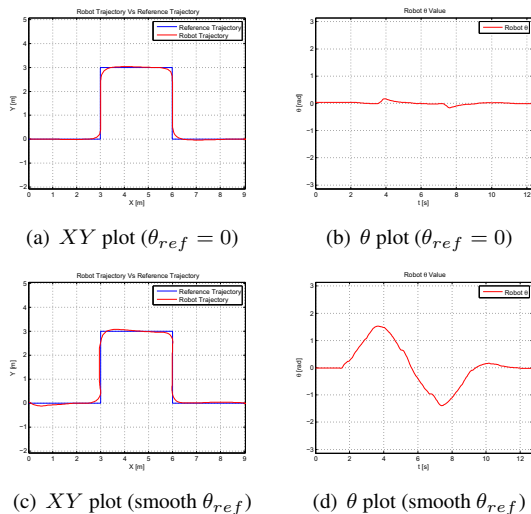 Robot Trajectory Vs Reference Trajectory
Reference Trajectory
Robot Trajectory
5
4
3
2
1
0
−1
−2
Y [m]
0 1 2 3 4 5 6 7 8 9
X [m]
(a) XY plot (θref = 0)
Robot θ Value
Robot θ
3
2
1
0
−1
−2
−3
θ [rad]
0 2 4 6 8 10 12
t [s]
(b) θ plot (θref = 0)
Robot Trajectory Vs Reference Trajectory
Reference Trajectory
Robot Trajectory
5
4
3
2
1
0
−1
−2
Y [m]
0 1 2 3 4 5 6 7 8 9
X [m]
(c) XY plot (smooth θref)
Robot θ Value
Robot θ
3
2
1
0
−1
−2
−3
θ [rad]
0 2 4 6 8 10 12
t [s]
(d) θ plot (smooth θref)